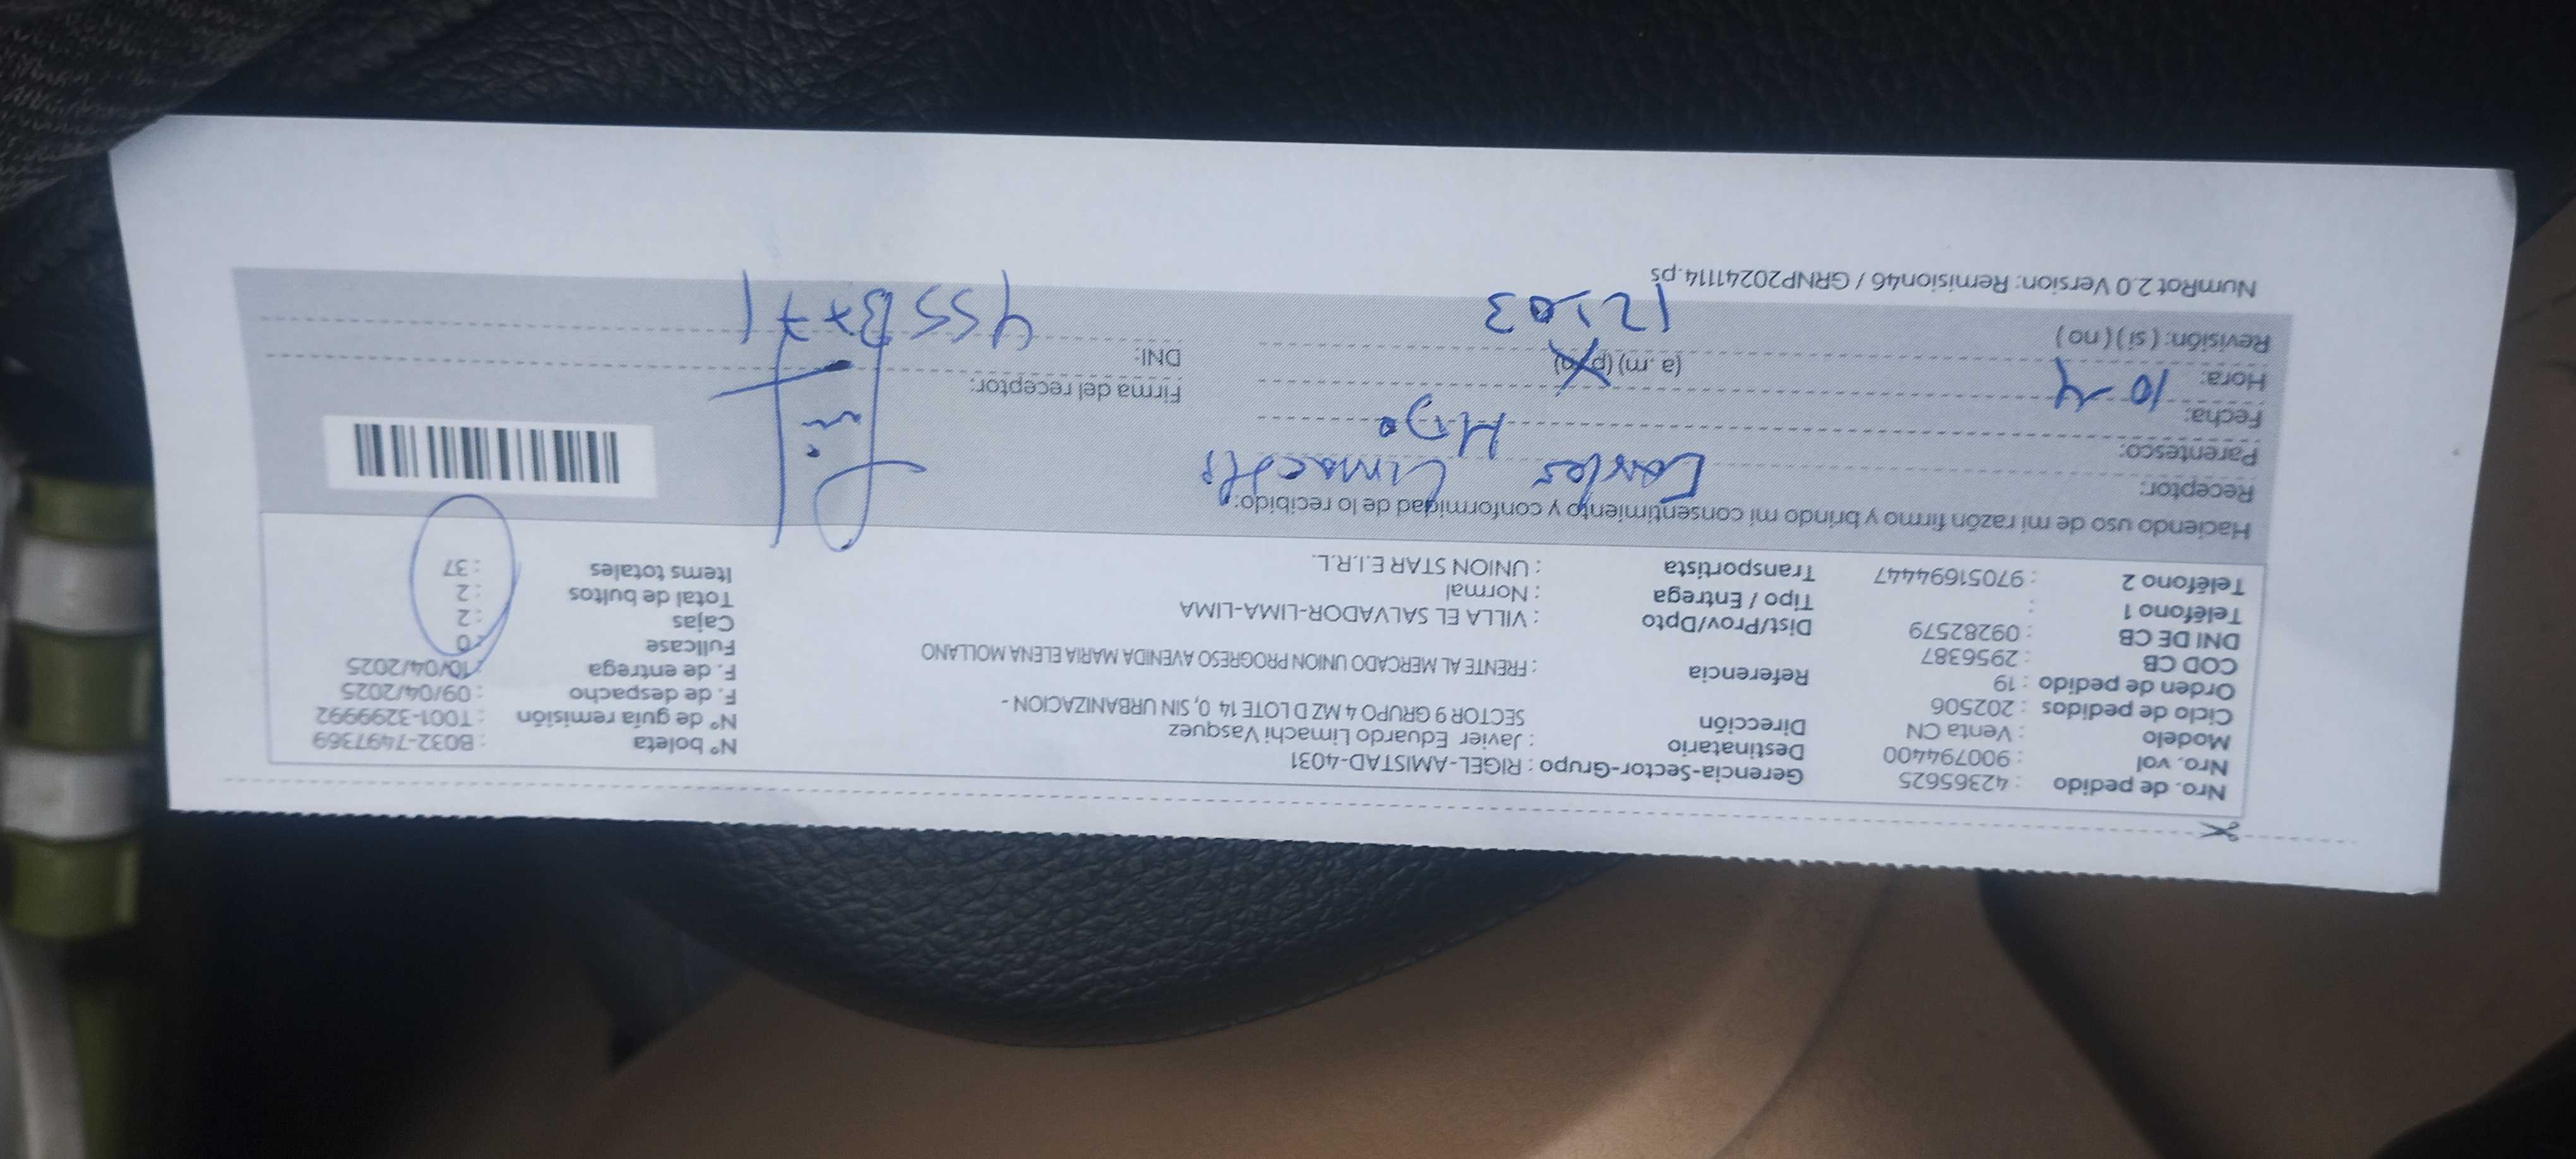 Nro. de pedido : 42365625 Gerencia-Sector-Grupo : RIGEL-AMISTAD-4031 N° boleta : B032-7497369
Nro. vol : 900794400 Destinatario : Javier Eduardo Limachi Vasquez N° de guía remisión : T001-3299992
Modelo : Venta CN Dirección SECTOR 9 GRUPO 4 MZ D LOTE 14 0, SIN URBANIZACION - F. de despacho : 09/04/2025
Ciclo de pedidos : 202506 F. de entrega : 10/04/2025
Orden de pedido : 19 Referencia : FRENTE AL MERCADO UNION PROGRESO AVENIDA MARIA ELENA MOLLANO Fullcase : 0
COD CB : 2956387 Cajas : 2
DNI DE CB : 09282579 Dist/Prov/Dpto : VILLA EL SALVADOR-LIMA-LIMA Total de bultos : 2
Teléfono 1 : Tipo / Entrega : Normal Items totales : 37
Teléfono 2 : 97051694447 Transportista : UNION STAR E.I.R.L.
Haciendo uso de mi razón firmo y brindo mi consentimiento y conformidad de lo recibido:
Receptor: Carlos
Parentesco: Hijo
Fecha: 10-4 Firma del receptor:
Hora: (a .m) (p.m) DNI:
Revisión: ( si ) ( no ) 12:03
NumRot 2.0 Version: Remision46 / GRNP20241114.ps